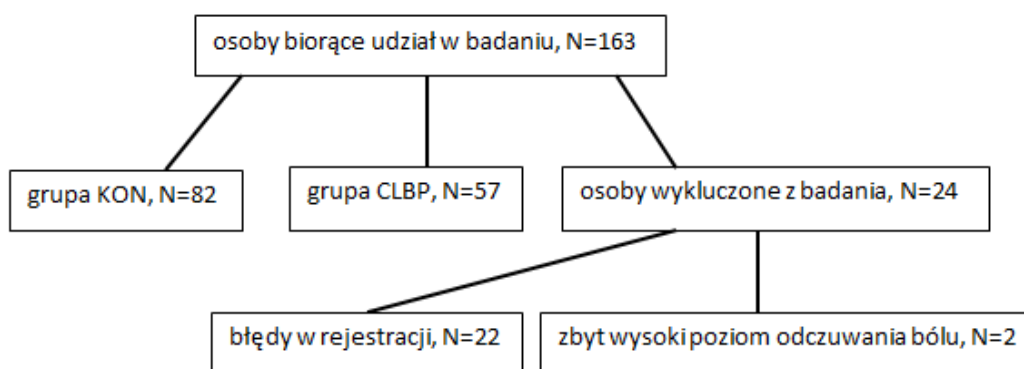 osoby biorące udział w badaniu, N=163
grupa KON, N=82
grupa CLBP, N=57
osoby wykluczone z badania, N=24
błędy w rejestracji, N=22
zbyt wysoki poziom odczuwania bólu, N=2